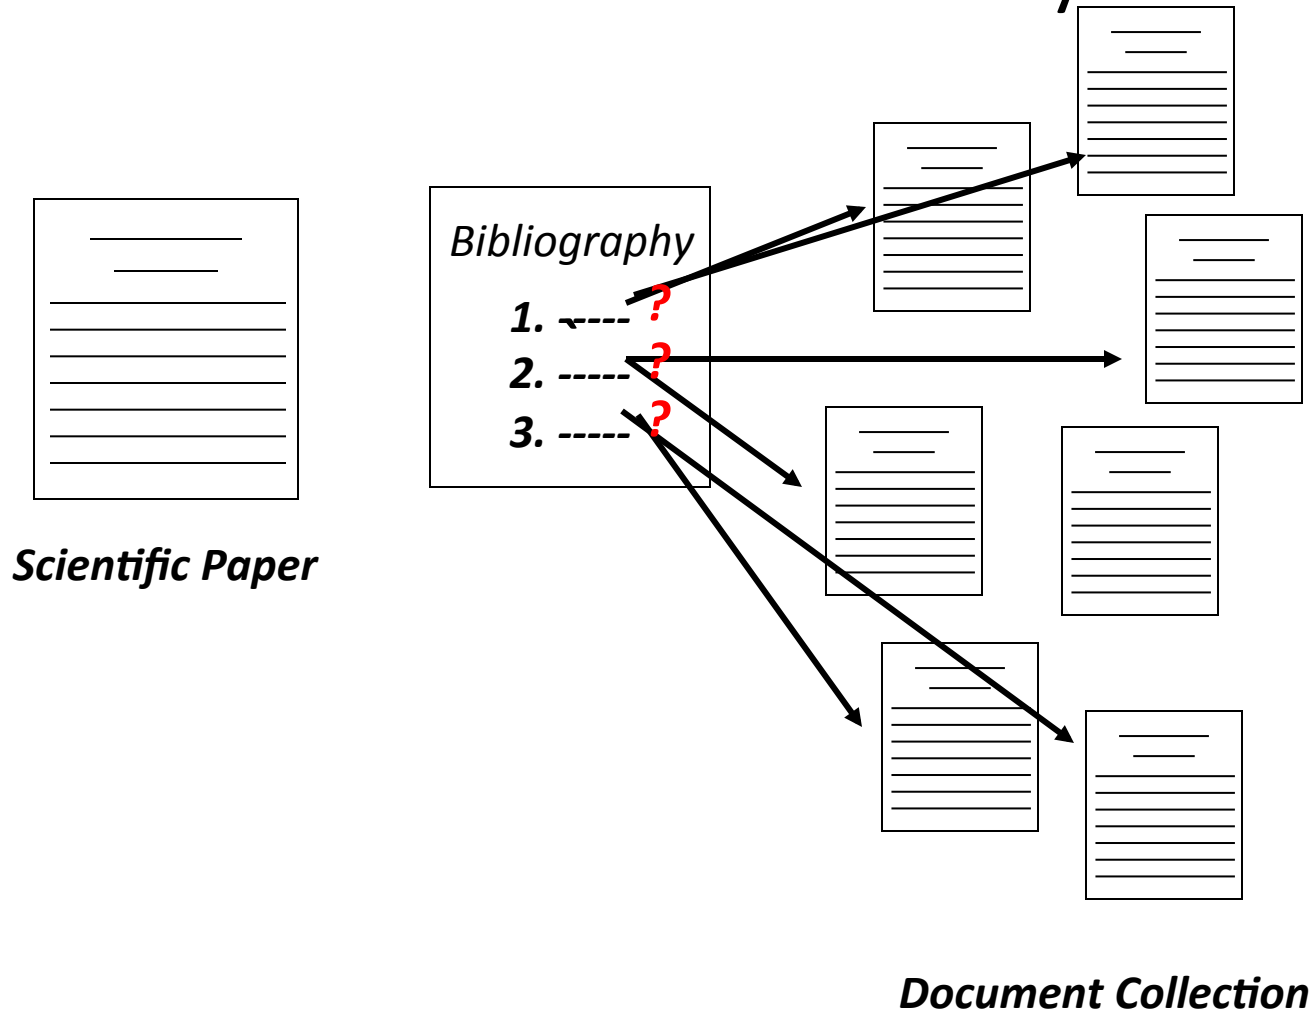 Bibliography
1. ----- ?
2. ----- ?
3. ----- ?
Scientific Paper
Document Collection